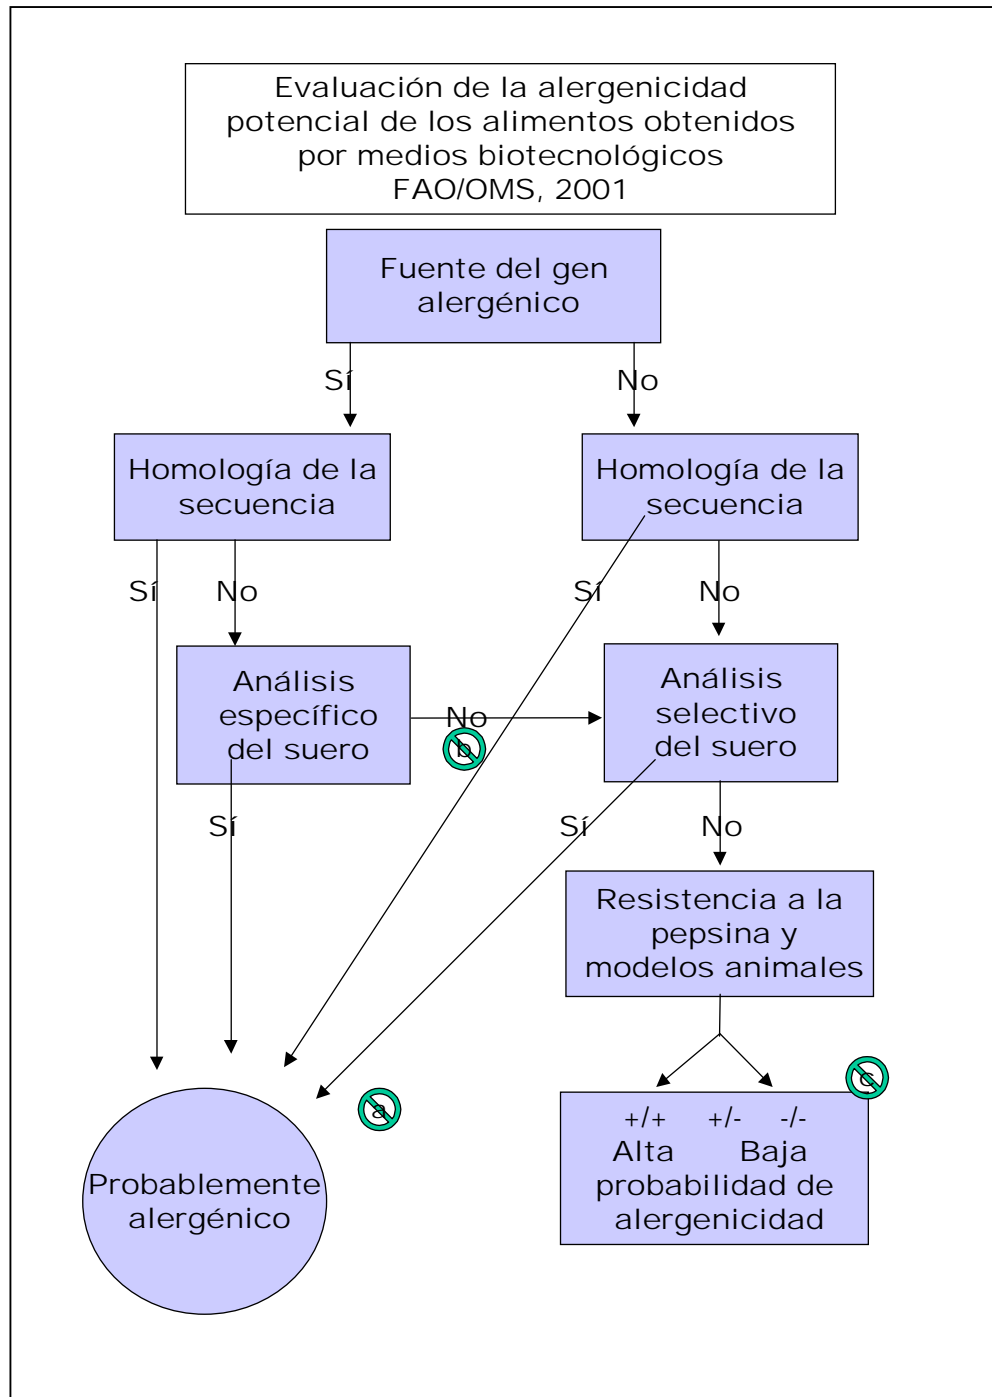 Evaluación de la alergenicidad
potencial de los alimentos obtenidos
por medios biotecnológicos
FAO/OMS, 2001
Fuente del gen
alergénico
Sí
No
Homología de la
secuencia
Homología de la
secuencia
Sí
No
Sí
No
Análisis
específico
del suero
No
b
Análisis
selectivo
del suero
Sí
Sí
No
Resistencia a la
pepsina y
modelos animales
c
a
+/+ +/- -/-
Alta Baja
probabilidad de
alergenicidad
Probablemente
alergénico